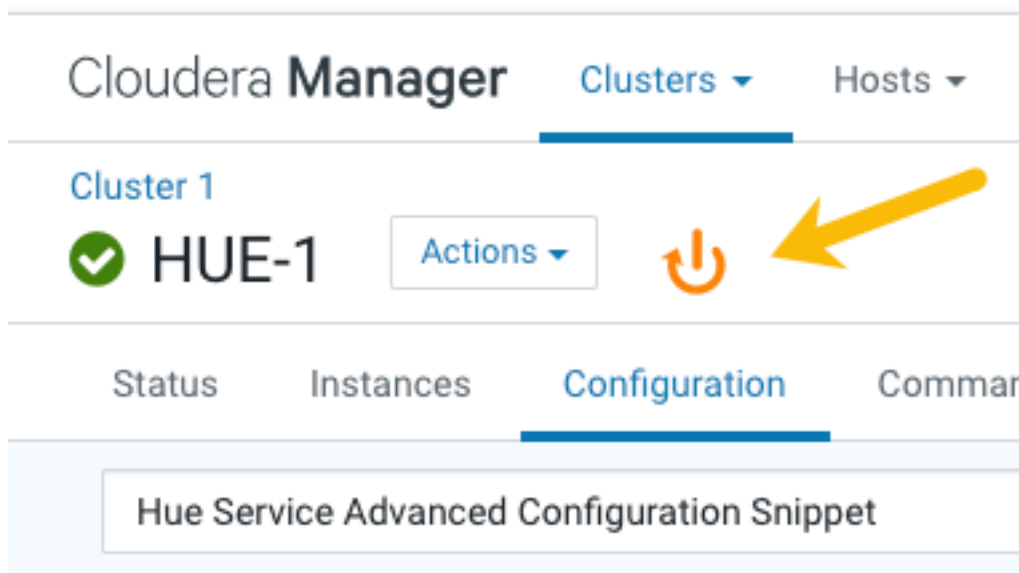 Cloudera Manager Clusters Hosts
Cluster 1
HUE-1 Actions
Status Instances Configuration
Hue Service Advanced Configuration Snippet